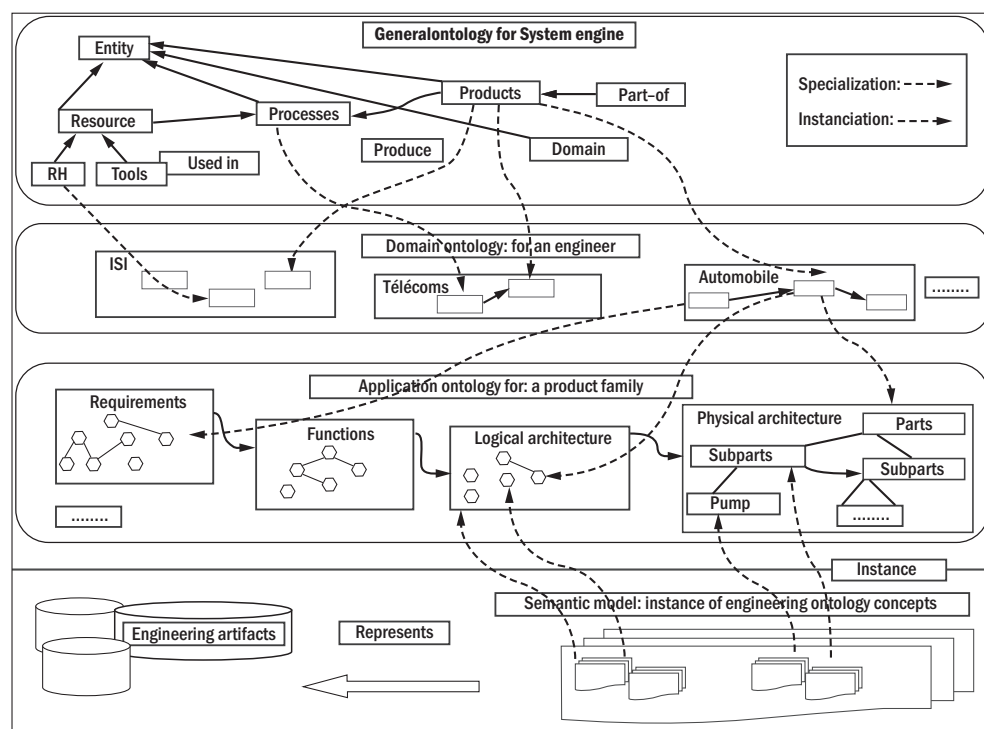 Generalontology for System engine
Entity
Products
Part–of
Specialization:
Instanciation:
Resource
Processes
Produce
Domain
Used in
RH
Tools
Domain ontology: for an engineer
ISI
Télécoms
Automobile
........
Application ontology for: a product family
Requirements
Functions
Logical architecture
Physical architecture
Parts
Subparts
Subparts
Pump
........
........
Instance
Semantic model: instance of engineering ontology concepts
Engineering artifacts
Represents